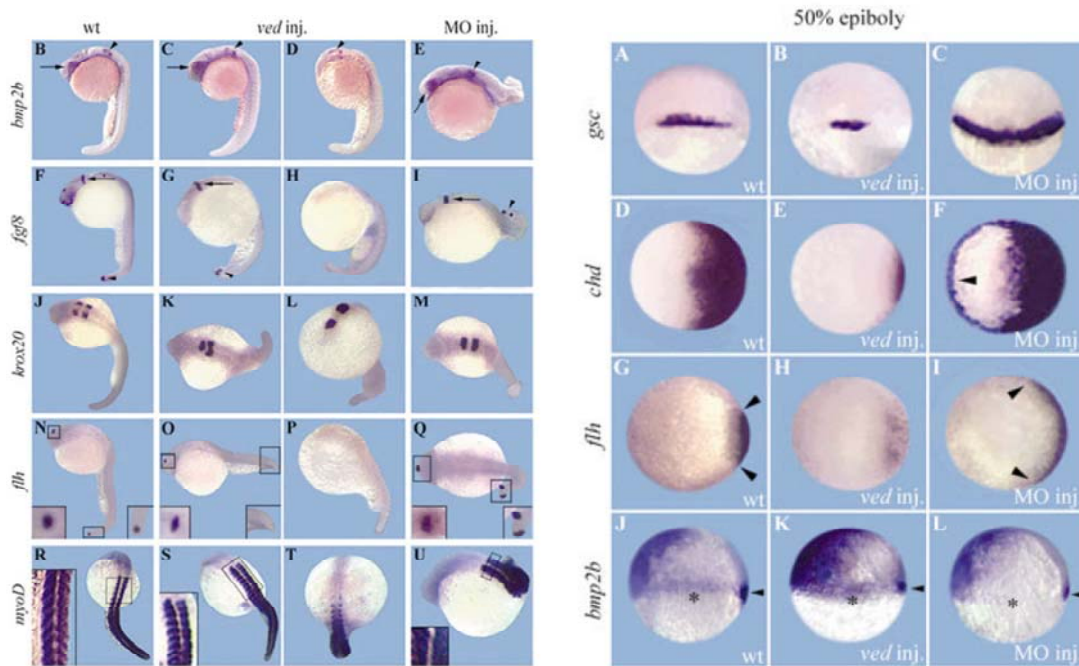 wt ved inj. MO inj.
bmp2b B C D E
fgf8 F G H I
krox20 J K L M
flh N O P Q
myoD R S T U
50% epiboly
gsc A wt B ved inj. C MO inj.
chd D wt E ved inj. F MO inj.
flh G wt H ved inj. I MO inj.
bmp2b J * wt K * ved inj. L * MO inj.